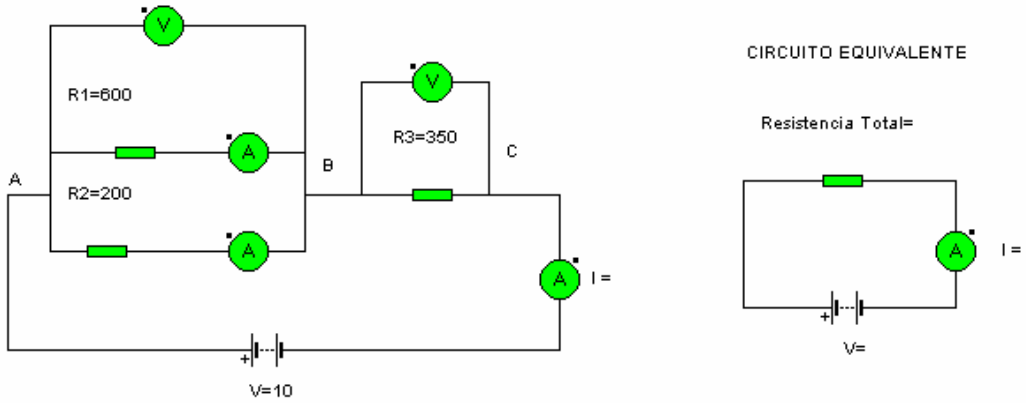 V
R1=600
A
A
B
R2=200
A
V
R3=350
C
A
I =
+
V=10
CIRCUITO EQUIVALENTE
Resistencia Total=
A
I =
+
V=